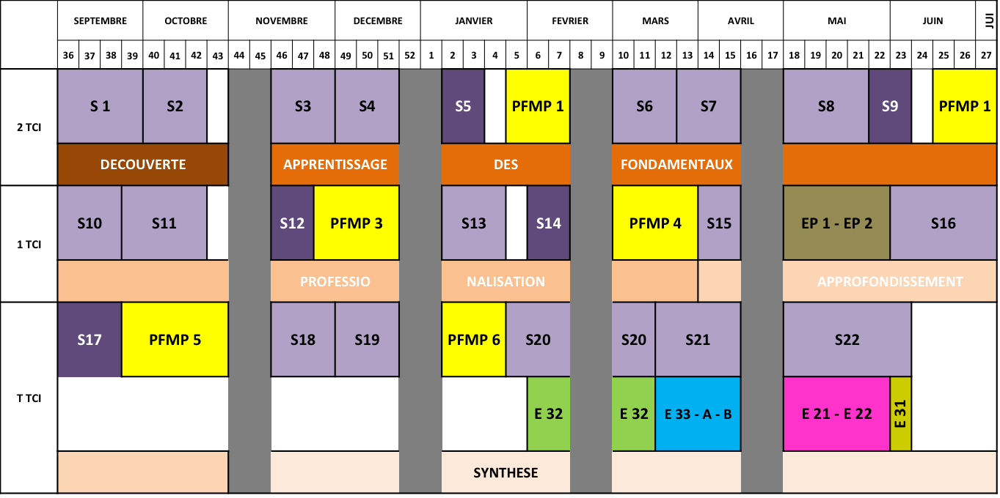 SEPTEMBRE OCTOBRE NOVEMBRE DECEMBRE JANVIER FEVRIER MARS AVRIL MAI JUIN JUI
36 37 38 39 40 41 42 43 44 45 46 47 48 49 50 51 52 1 2 3 4 5 6 7 8 9 10 11 12 13 14 15 16 17 18 19 20 21 22 23 24 25 26 27
2 TCI
S 1 S2 S3 S4 S5 PFMP 1 S6 S7 S8 S9 PFMP 1
DECOUVERTE APPRENTISSAGE DES FONDAMENTAUX
1 TCI
S10 S11 S12 PFMP 3 S13 S14 PFMP 4 S15 EP 1 - EP 2 S16
PROFESSIO NALISATION APPROFONDISSEMENT
T TCI
S17 PFMP 5 S18 S19 PFMP 6 S20 S20 S21 S22
E 32 E 32 E 33 - A - B E 21 - E 22 E 31
SYNTHESE